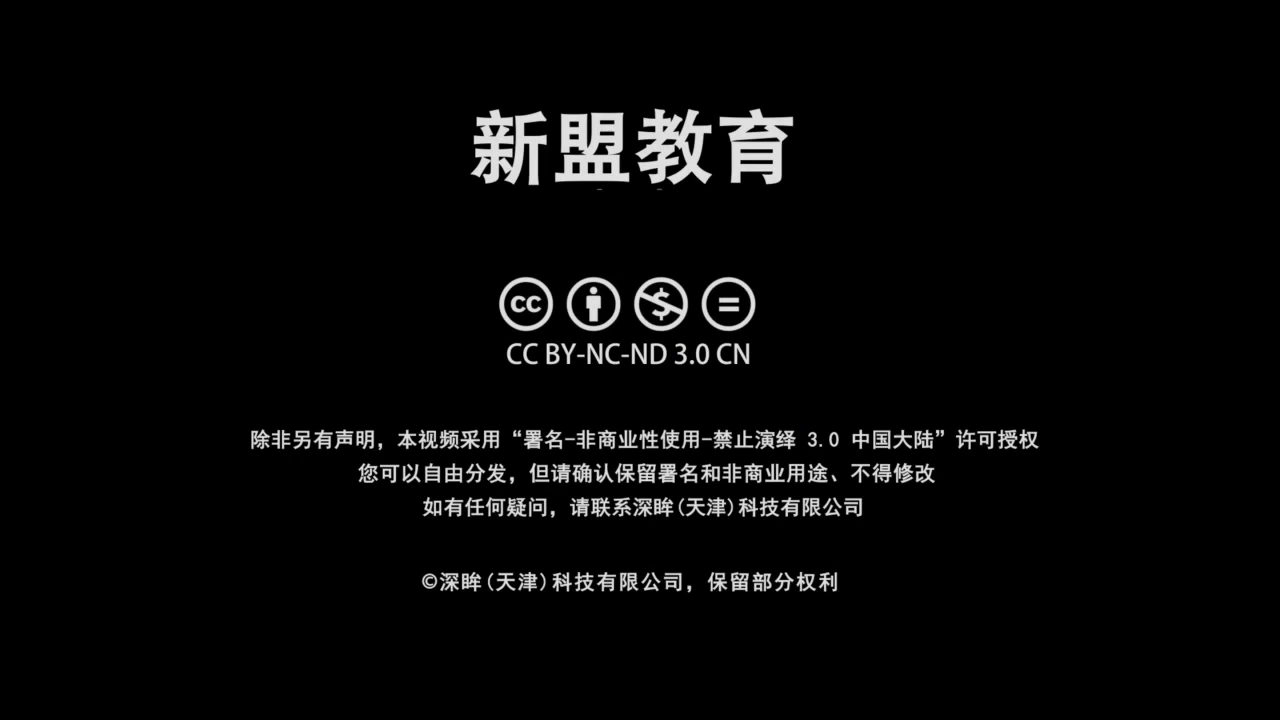 新盟教育
CC BY-NC-ND 3.0 CN
除非另有声明，本视频采用“署名-非商业性使用-禁止演绎 3.0 中国大陆”许可授权
您可以自由分发，但请确认保留署名和非商业用途、不得修改
如有任何疑问，请联系深眸(天津)科技有限公司
©深眸(天津)科技有限公司，保留部分权利